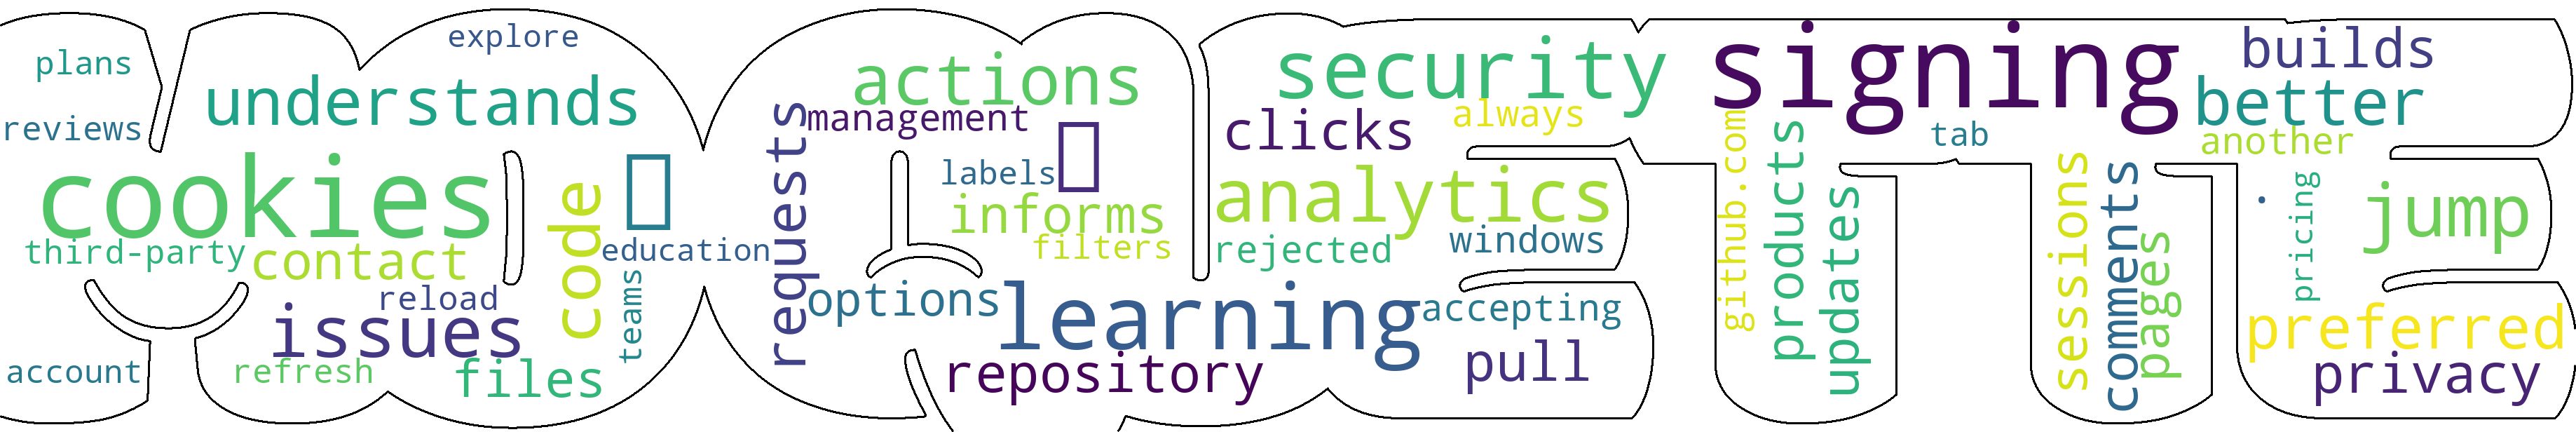 plans
explore
reviews
understands
cookies
third-party
contact
reload
issues
account
refresh
files
code
education
teams
requests
actions
management
labels
informs
filters
options
learning
repository
security
clicks
always
analytics
rejected
windows
accepting
pull
signing
github.com
products
updates
tab
sessions
comments
pages
builds
better
another
pricing
jump
preferred
privacy